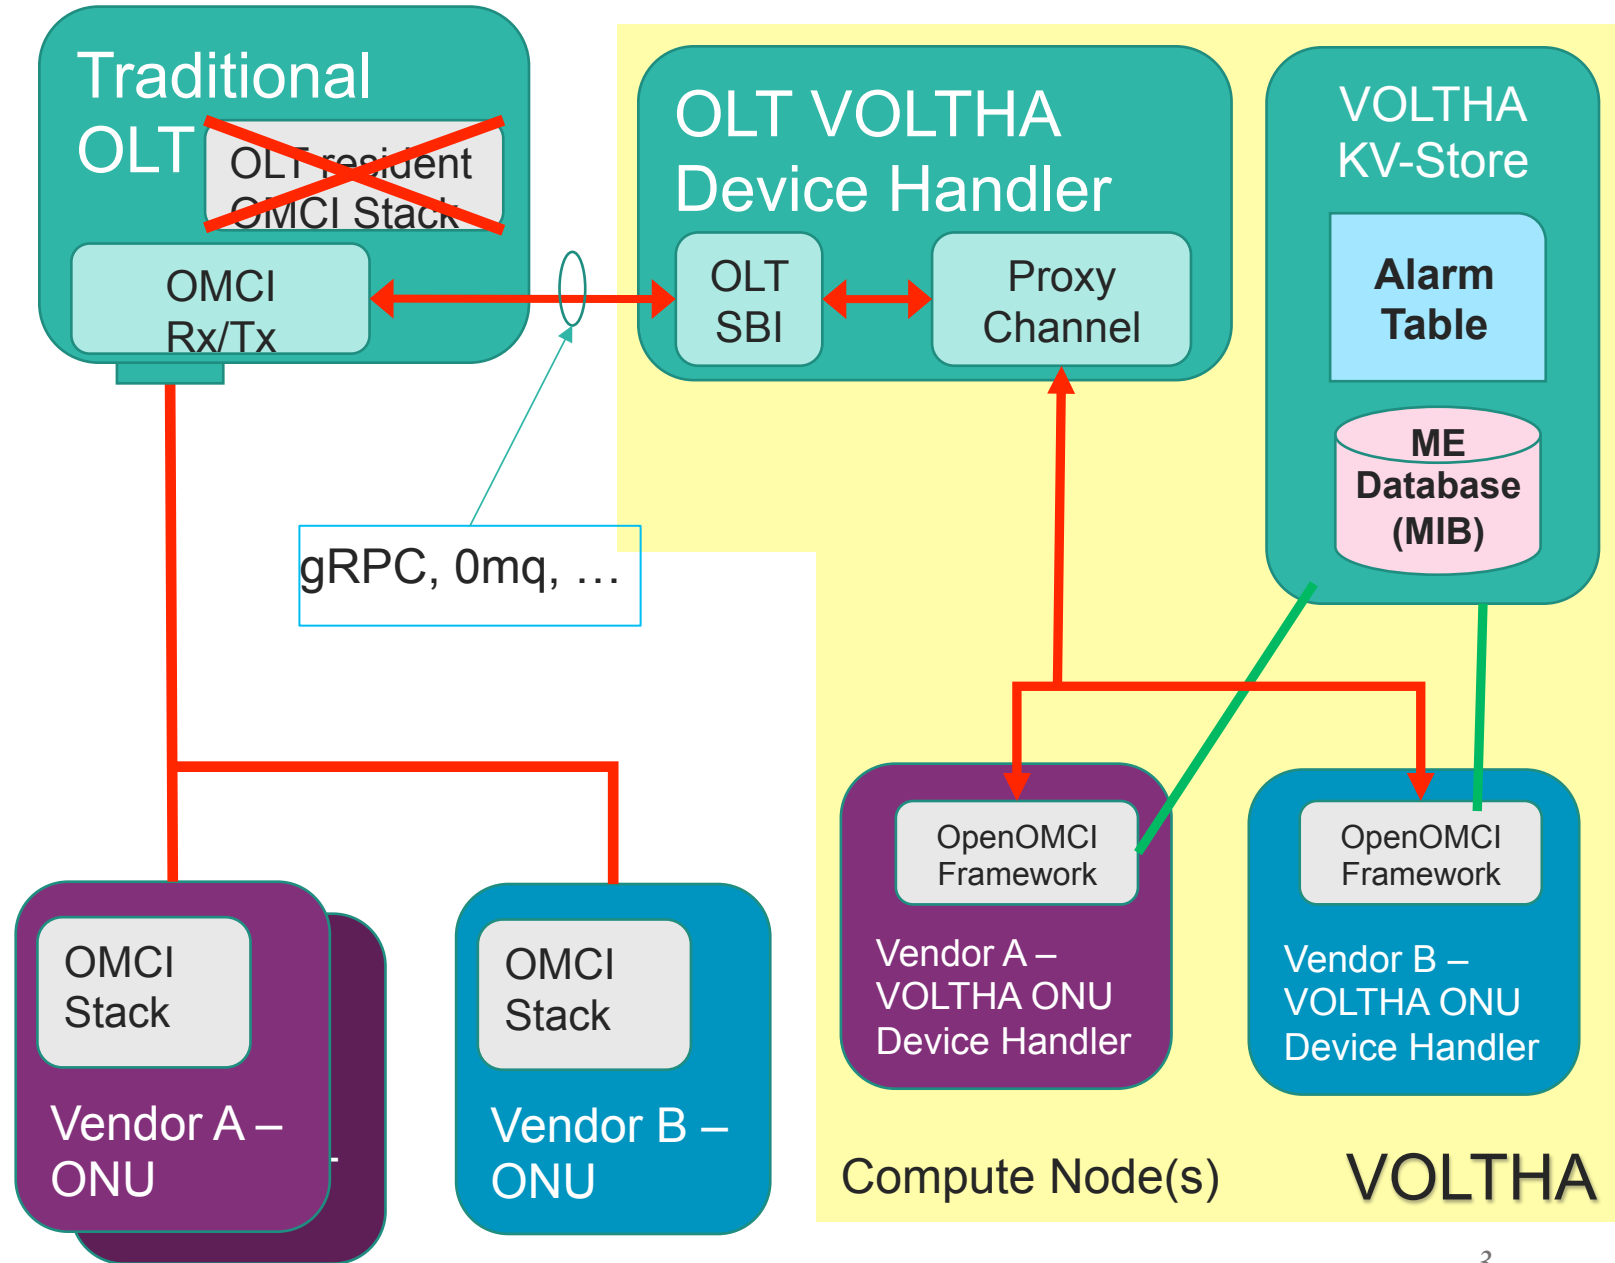 Traditional
OLT
OLT resident
OMCI Stack
OMCI
Rx/Tx
OLT VOLTHA
Device Handler
OLT
SBI
Proxy
Channel
VOLTHA
KV-Store
Alarm
Table
ME
Database
(MIB)
gRPC, 0mq, …
OpenOMCI
Framework
Vendor A –
VOLTHA ONU
Device Handler
OpenOMCI
Framework
Vendor B –
VOLTHA ONU
Device Handler
OMCI
Stack
Vendor A –
ONU
OMCI
Stack
Vendor B –
ONU
Compute Node(s)
VOLTHA
3